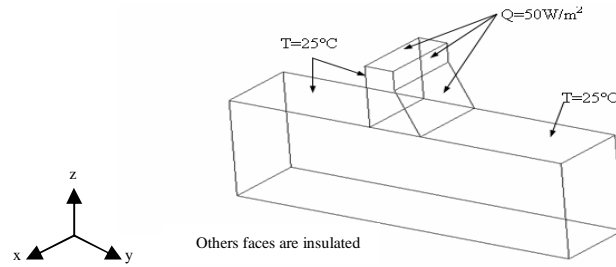 Q=50W/m²
T=25°C
T=25°C
z
x
y
Others faces are insulated